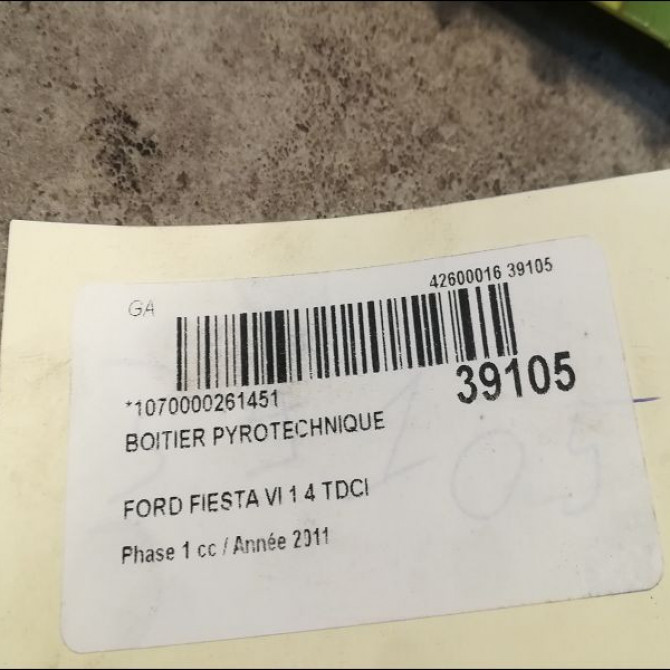 GA
42600016 39105
*1070000261451
39105
BOITIER PYROTECHNIQUE
FORD FIESTA VI 1 4 TDCI
Phase 1 cc / Année 2011